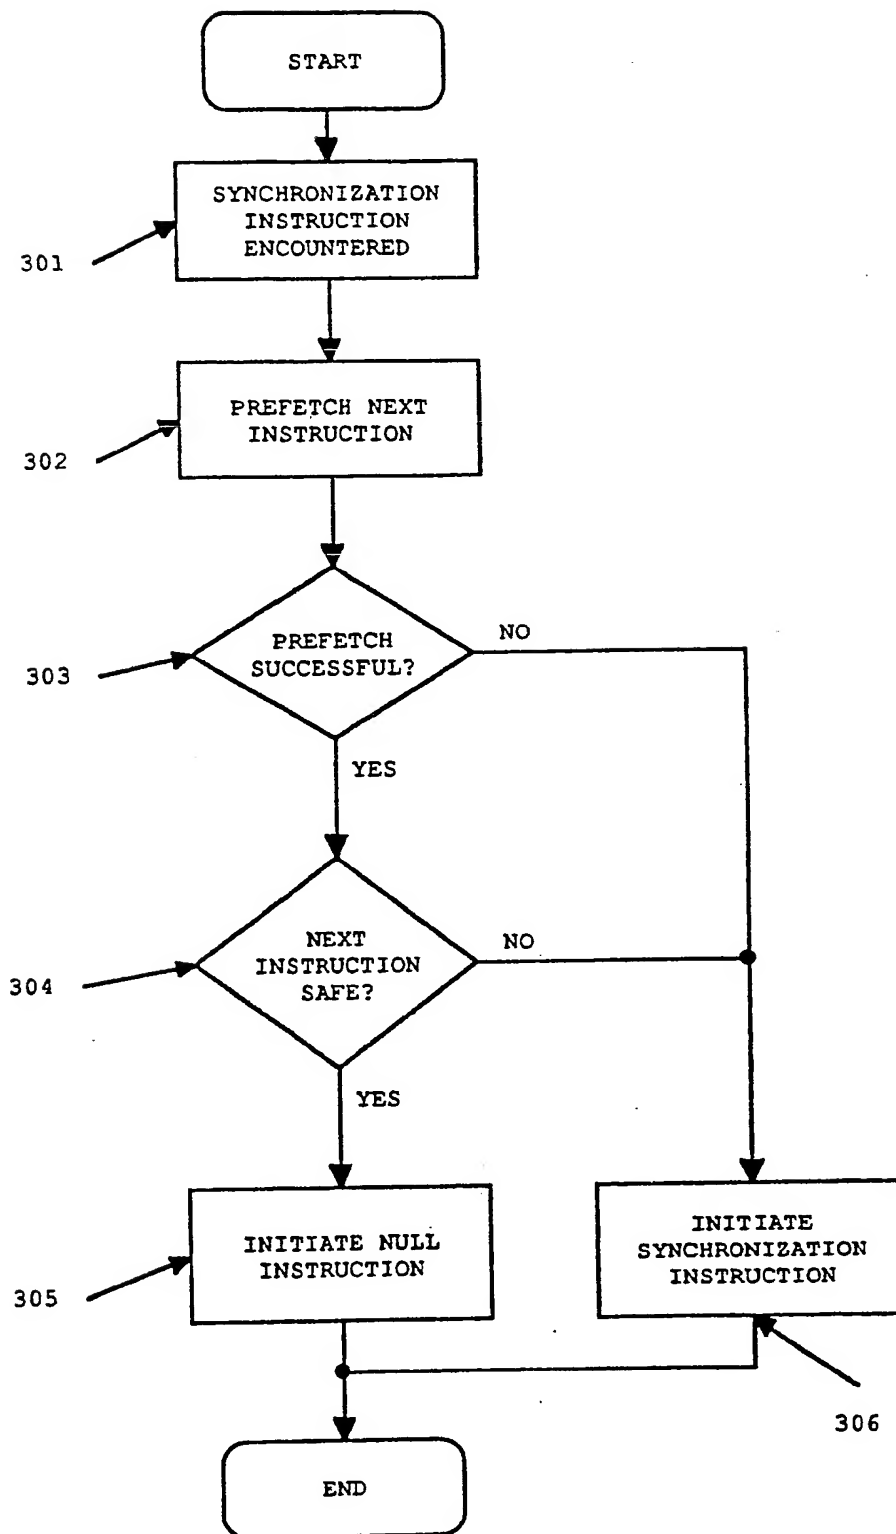 START
SYNCHRONIZATION
INSTRUCTION
ENCOUNTERED
301
PREFETCH NEXT
INSTRUCTION
302
PREFETCH
SUCCESSFUL?
NO
303
YES
NEXT
INSTRUCTION
SAFE?
NO
304
YES
INITIATE NULL
INSTRUCTION
INITIATE
SYNCHRONIZATION
INSTRUCTION
305
306
END